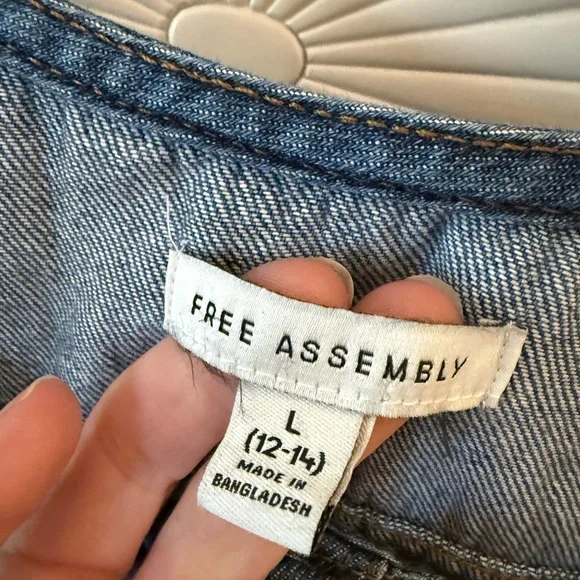 FREE ASSEMBLY
L
(12-14)
MADE IN
BANGLADESH